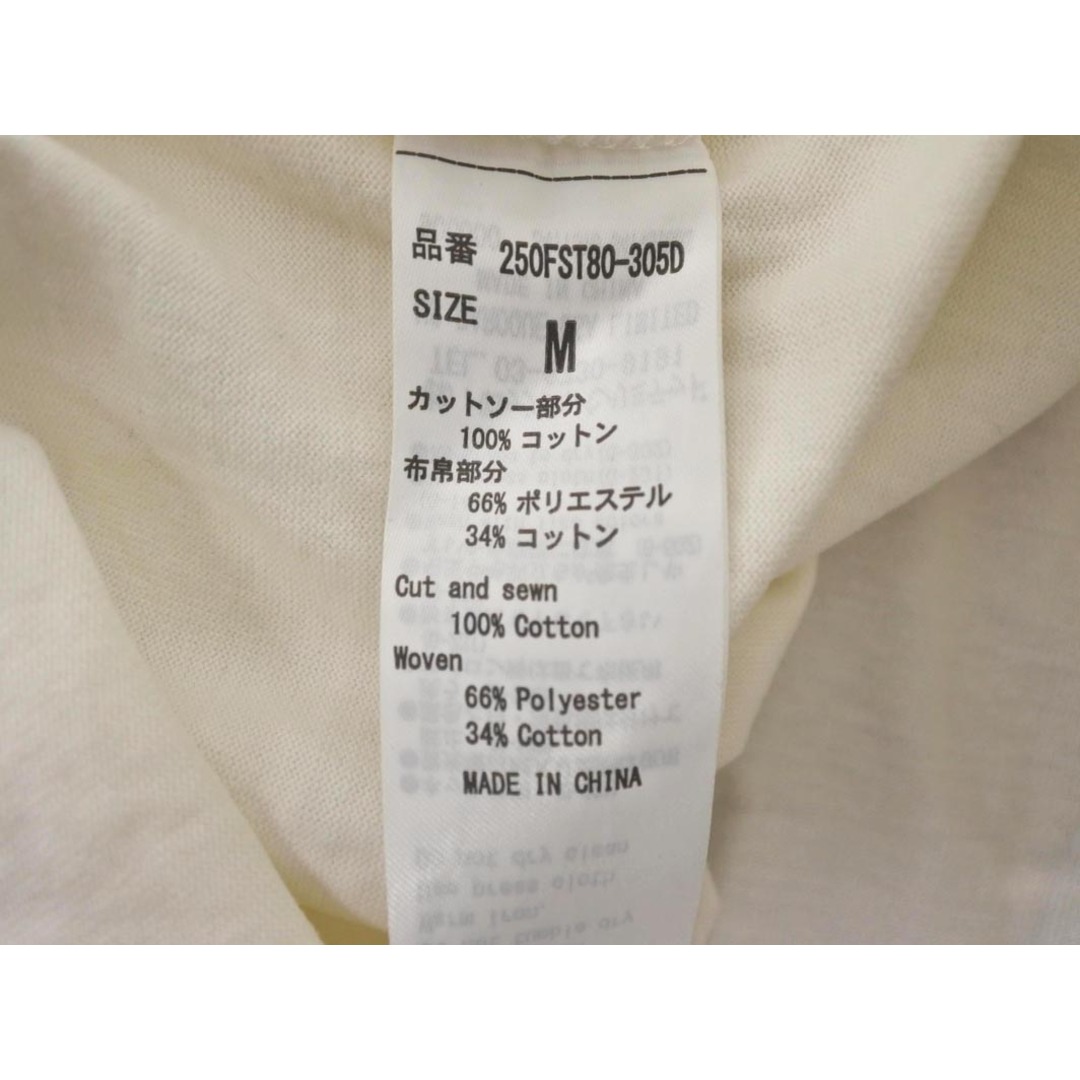 品番 250FST80-305D
SIZE
M
カットソー部分
100% コットン
布帛部分
66% ポリエステル
34% コットン
Cut and sewn
100% Cotton
Woven
66% Polyester
34% Cotton
MADE IN CHINA